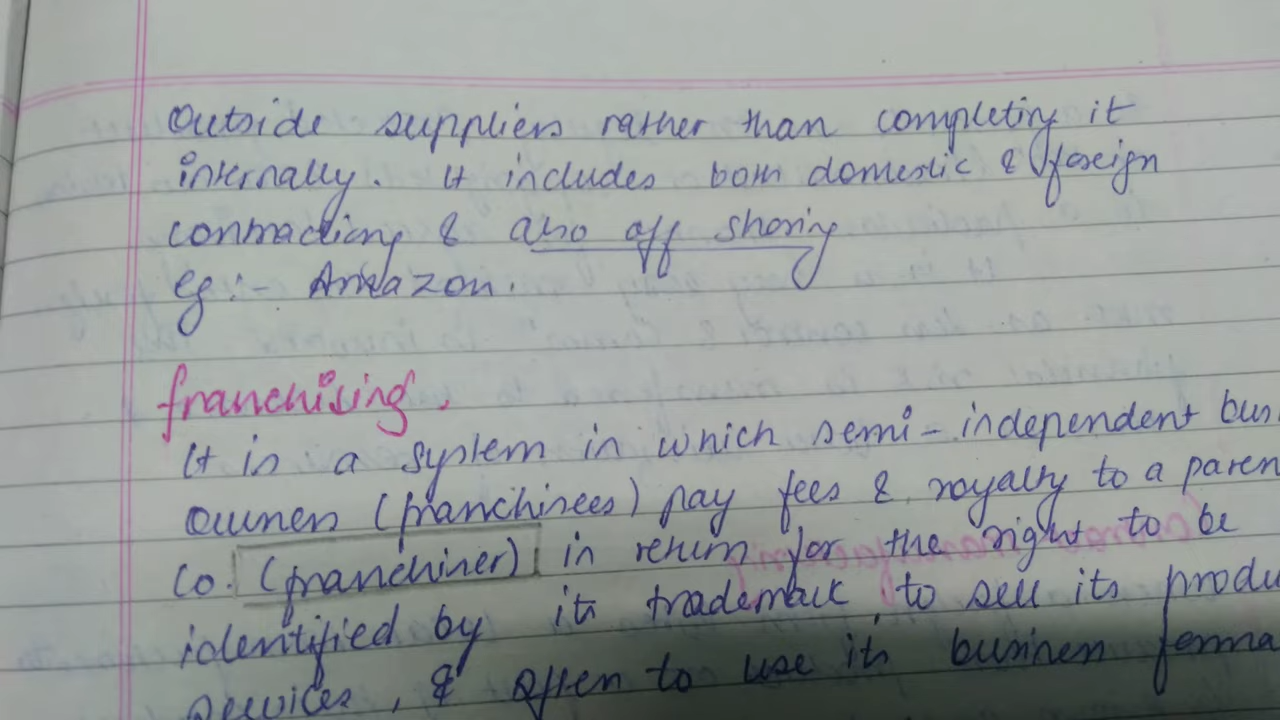 outside suppliers rather than completing it
internally. It includes both domestic & foreign
contracting & also off shoring
eg:- Amazon.
franchising.
It is a system in which semi-independent bus
owners (franchisees) pay fees & royalty to a paren
co. (franchiser) in return for the right to be
identified by its trademark, to sell its produ
services, & often to use its business forma